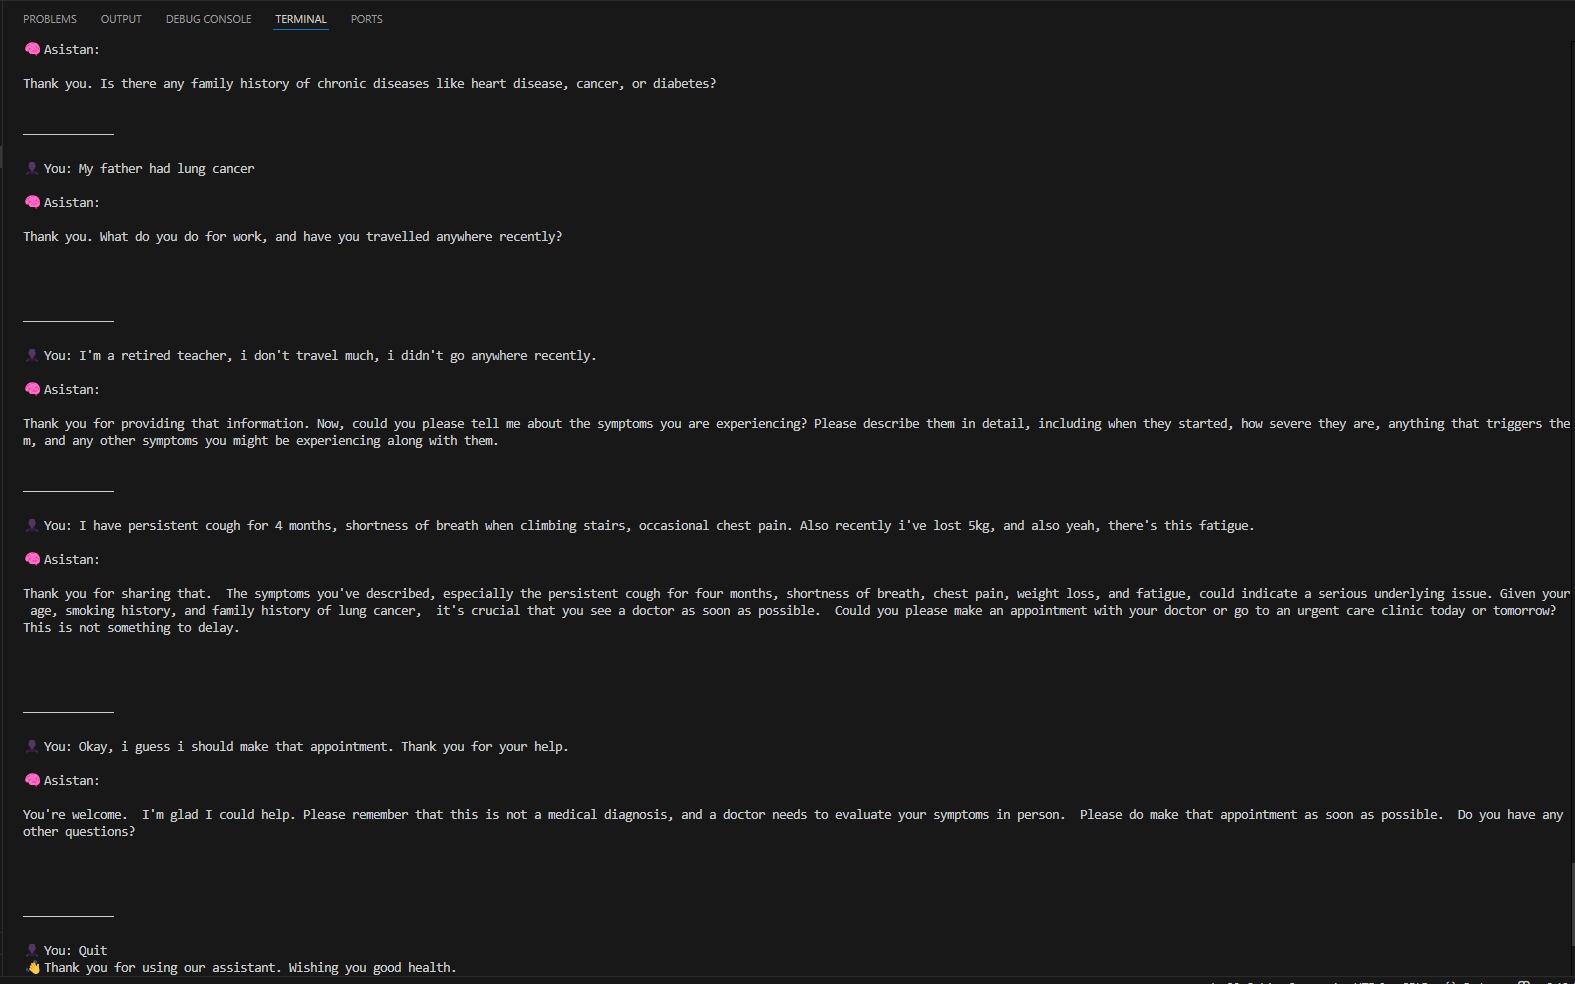 PROBLEMS OUTPUT DEBUG CONSOLE TERMINAL PORTS
Asistan:
Thank you. Is there any family history of chronic diseases like heart disease, cancer, or diabetes?
____________
You: My father had lung cancer
Asistan:
Thank you. What do you do for work, and have you travelled anywhere recently?
____________
You: I'm a retired teacher, i don't travel much, i didn't go anywhere recently.
Asistan:
Thank you for providing that information. Now, could you please tell me about the symptoms you are experiencing? Please describe them in detail, including when they started, how severe they are, anything that triggers the
m, and any other symptoms you might be experiencing along with them.
____________
You: I have persistent cough for 4 months, shortness of breath when climbing stairs, occasional chest pain. Also recently i've lost 5kg, and also yeah, there's this fatigue.
Asistan:
Thank you for sharing that.  The symptoms you've described, especially the persistent cough for four months, shortness of breath, chest pain, weight loss, and fatigue, could indicate a serious underlying issue. Given your
age, smoking history, and family history of lung cancer,  it's crucial that you see a doctor as soon as possible.  Could you please make an appointment with your doctor or go to an urgent care clinic today or tomorrow?
This is not something to delay.
____________
You: Okay, i guess i should make that appointment. Thank you for your help.
Asistan:
You're welcome.  I'm glad I could help. Please remember that this is not a medical diagnosis, and a doctor needs to evaluate your symptoms in person.  Please do make that appointment as soon as possible.  Do you have any
other questions?
____________
You: Quit
Thank you for using our assistant. Wishing you good health.